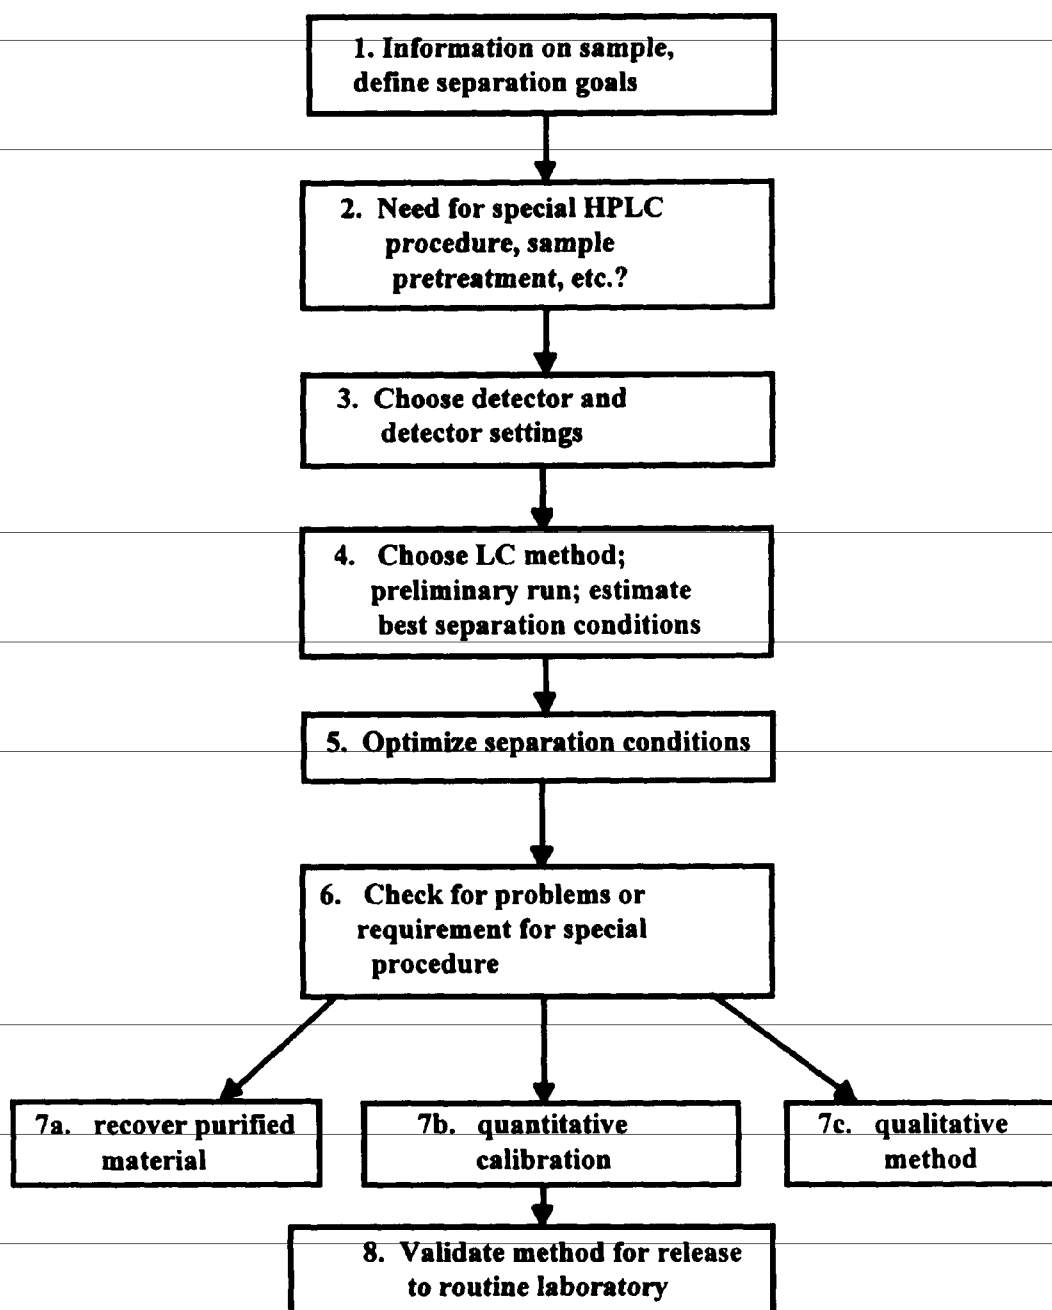 1. Information on sample,
define separation goals
2. Need for special HPLC
procedure, sample
pretreatment, etc.?
3. Choose detector and
detector settings
4. Choose LC method;
preliminary run; estimate
best separation conditions
5. Optimize separation conditions
6. Check for problems or
requirement for special
procedure
7a. recover purified
material
7b. quantitative
calibration
7c. qualitative
method
8. Validate method for release
to routine laboratory